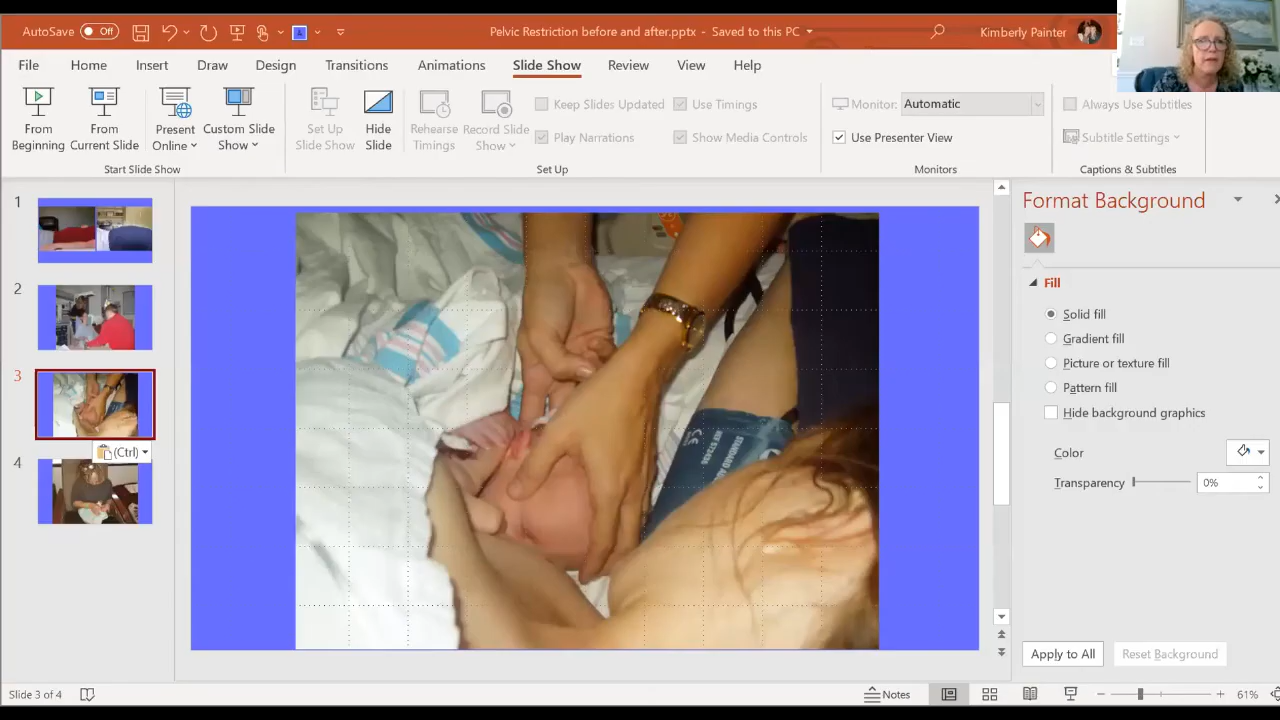 AutoSave Off
Pelvic Restriction before and after.pptx - Saved to this PC
Kimberly Painter
File Home Insert Draw Design Transitions Animations Slide Show Review View Help
From Beginning
From Current Slide
Present Online
Custom Slide Show
Start Slide Show
Set Up Slide Show
Hide Slide
Rehearse Timings
Record Slide Show
Keep Slides Updated
Play Narrations
Use Timings
Show Media Controls
Set Up
Monitor: Automatic
Use Presenter View
Monitors
Always Use Subtitles
Subtitle Settings
Captions & Subtitles
1
2
3
(Ctrl)
4
STANDARD
Format Background
Fill
Solid fill
Gradient fill
Picture or texture fill
Pattern fill
Hide background graphics
Color
Transparency 0%
Apply to All Reset Background
Slide 3 of 4
Notes
61%